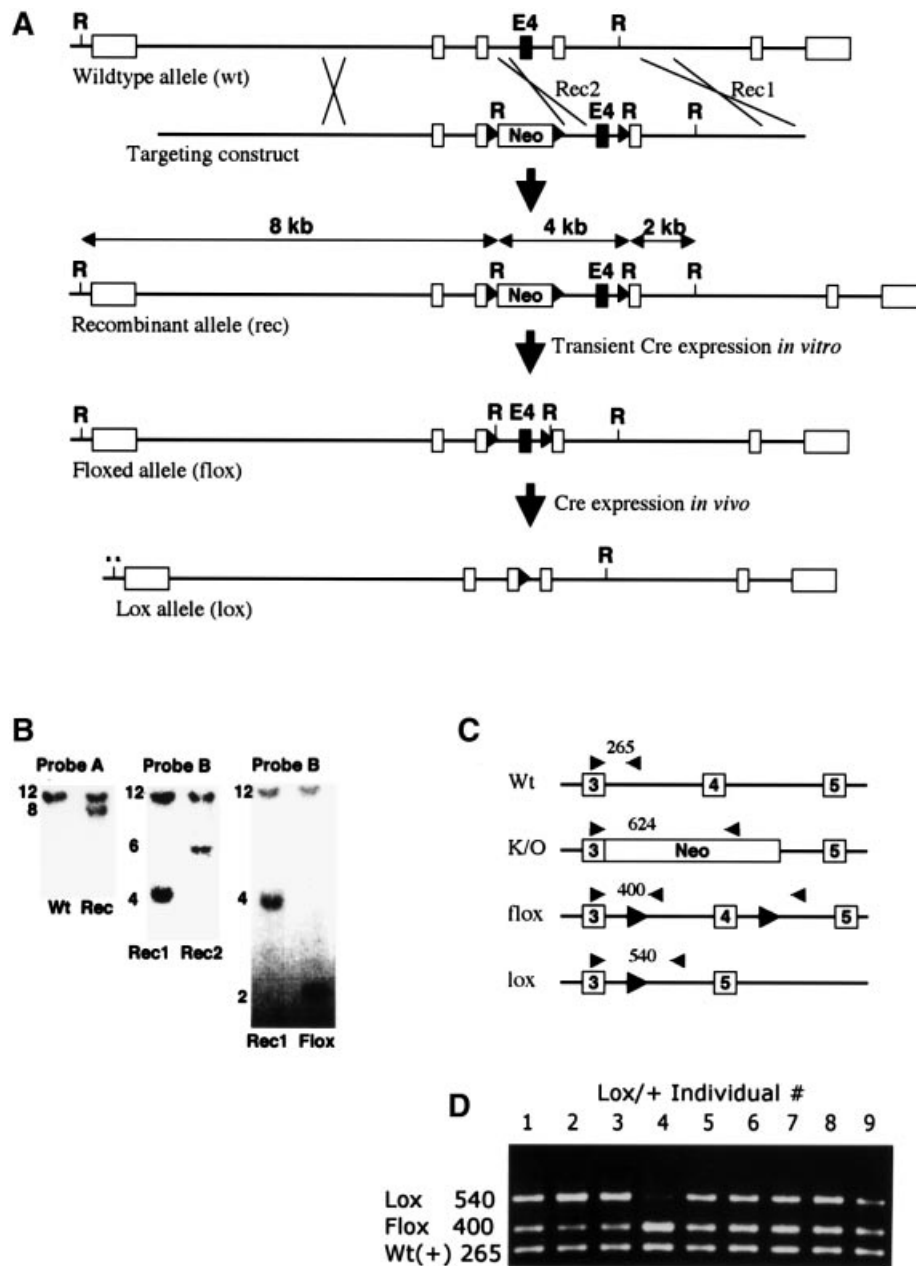 A
R E4 R
Wildtype allele (wt)
Rec2 Rec1
R E4 R R
Neo
Targeting construct
8 kb 4 kb 2 kb
R R E4 R R
Neo
Recombinant allele (rec)
Transient Cre expression in vitro
R R E4 R R
Floxed allele (flox)
Cre expression in vivo
R
Lox allele (lox)
B
Probe A Probe B Probe B
12 12 12
8
6
4 4
2
Wt Rec
Rec1 Rec2
Rec1 Flox
C
265
Wt 3 4 5
624
K/O 3 Neo 5
400
flox 3 4 5
540
lox 3 5
D
Lox/+ Individual #
1 2 3 4 5 6 7 8 9
Lox 540
Flox 400
Wt(+) 265